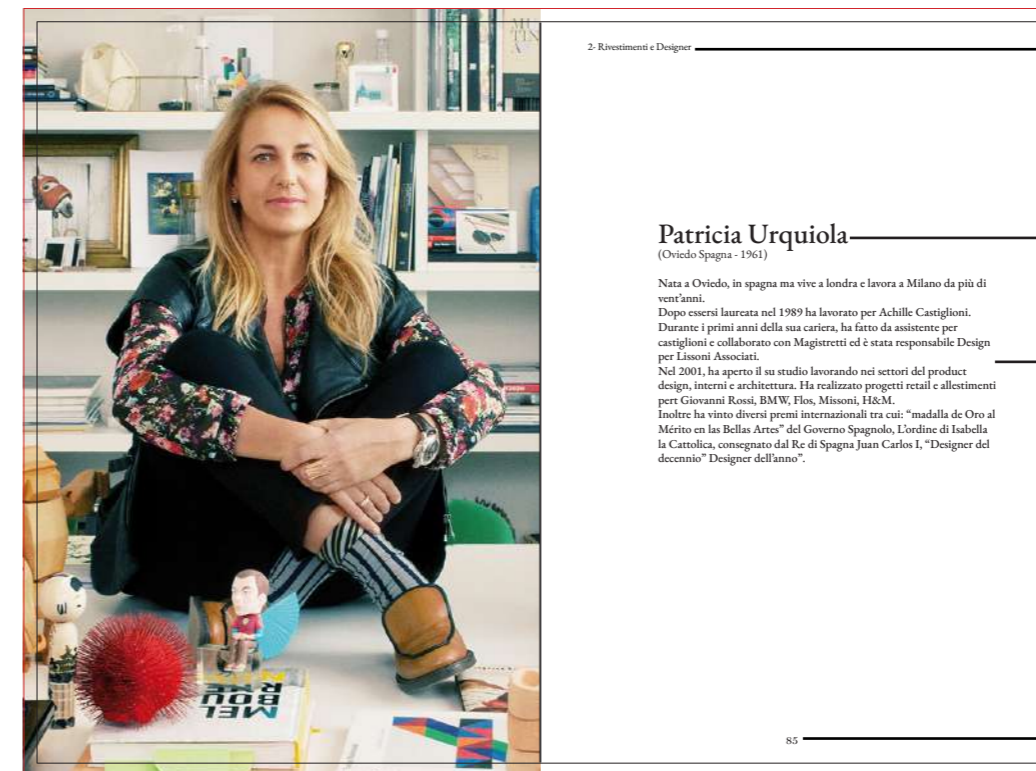 MU
TIN
A
2- Rivestimenti e Designer
Patricia Urquiola
(Oviedo Spagna - 1961)
Nata a Oviedo, in spagna ma vive a londra e lavora a Milano da più di
vent’anni.
Dopo essersi laureata nel 1989 ha lavorato per Achille Castiglioni.
Durante i primi anni della sua cariera, ha fatto da assistente per
castiglioni e collaborato con Magistretti ed è stata responsabile Design
per Lissoni Associati.
Nel 2001, ha aperto il su studio lavorando nei settori del product
design, interni e architettura. Ha realizzato progetti retail e allestimenti
pert Giovanni Rossi, BMW, Flos, Missoni, H&M.
Inoltre ha vinto diversi premi internazionali tra cui: “madalla de Oro al
Mérito en las Bellas Artes” del Governo Spagnolo, L’ordine di Isabella
la Cattolica, consegnato dal Re di Spagna Juan Carlos I, “Designer del
decennio” Designer dell’anno”.
MEL
BOU
RNE
85